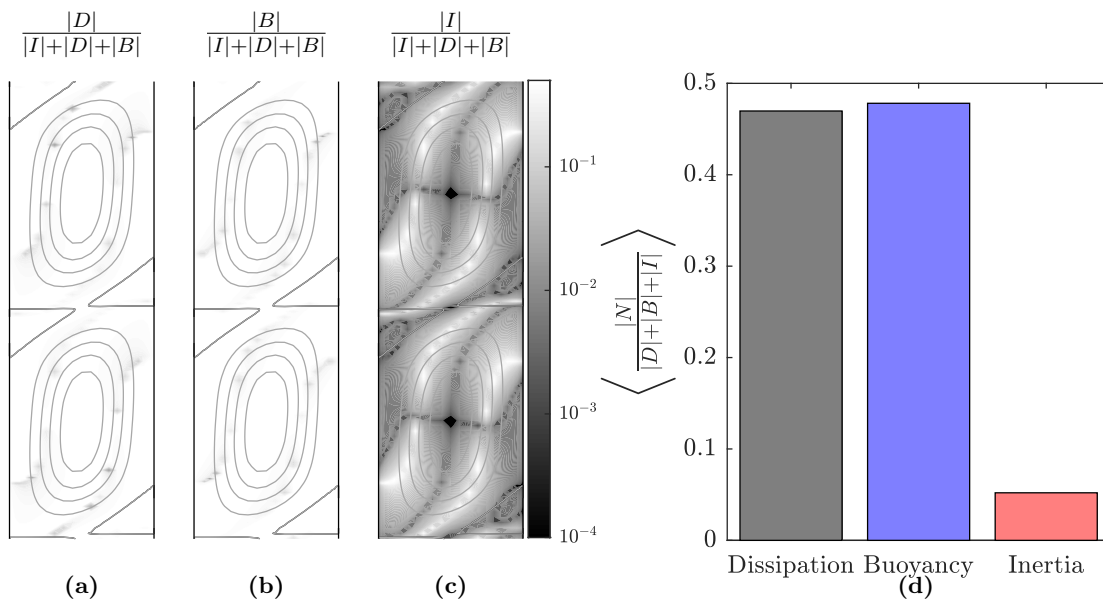 |D|
|I|+|D|+|B|
|B|
|I|+|D|+|B|
|I|
|I|+|D|+|B|
10⁻¹
10⁻²
10⁻³
10⁻⁴
(a)
(b)
(c)
⟨ |N|
|D|+|B|+|I| ⟩
0.5
0.4
0.3
0.2
0.1
0
Dissipation Buoyancy Inertia
(d)